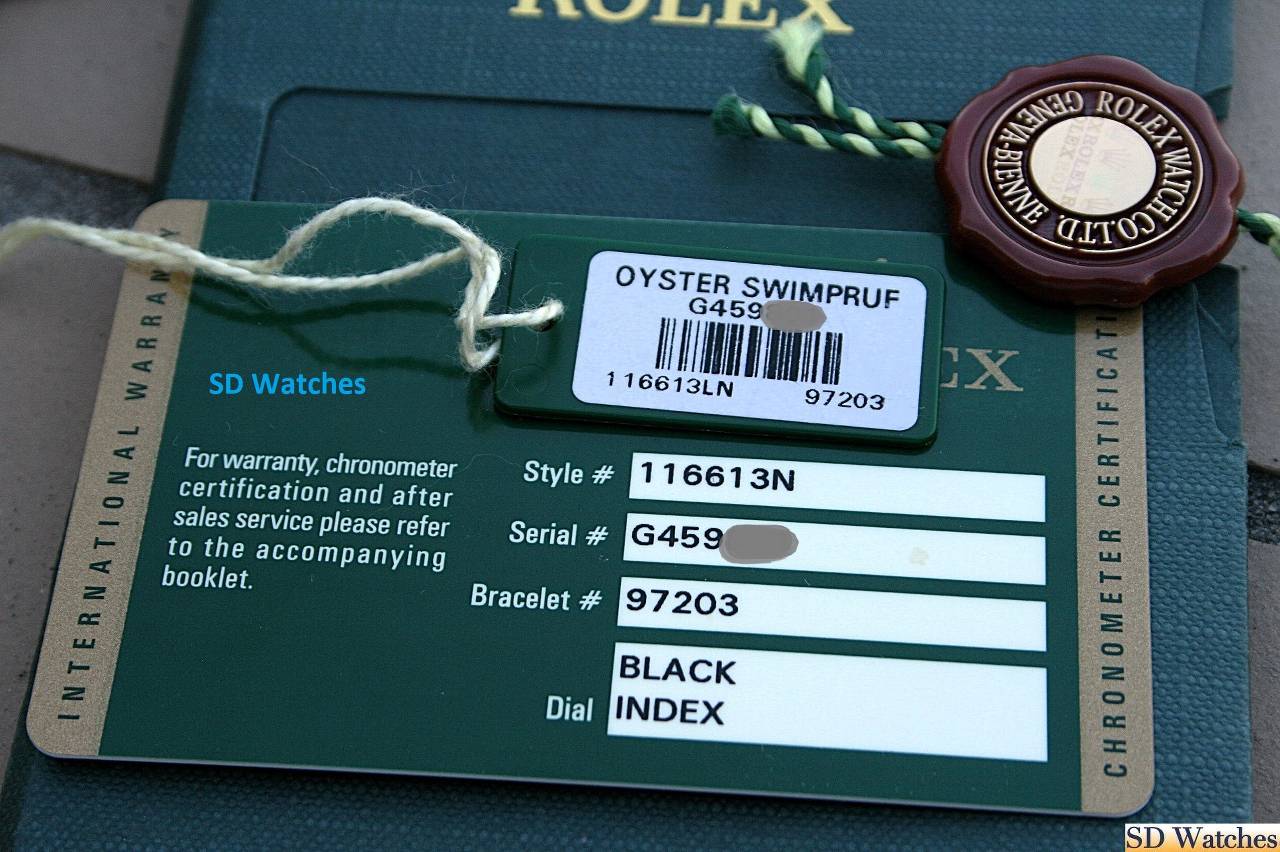 ROLEX
ROLEX WATCH CO. LTD.
GENEVA-BIENNE
OYSTER SWIMPRUF
G459
116613LN
97203
EX
SD Watches
INTERNATIONAL WARRANTY
For warranty, chronometer
certification and after
sales service please refer
to the accompanying
booklet.
Style # 116613N
Serial # G459
Bracelet # 97203
Dial BLACK
INDEX
CHRONOMETER CERTIFICATI
SD Watches